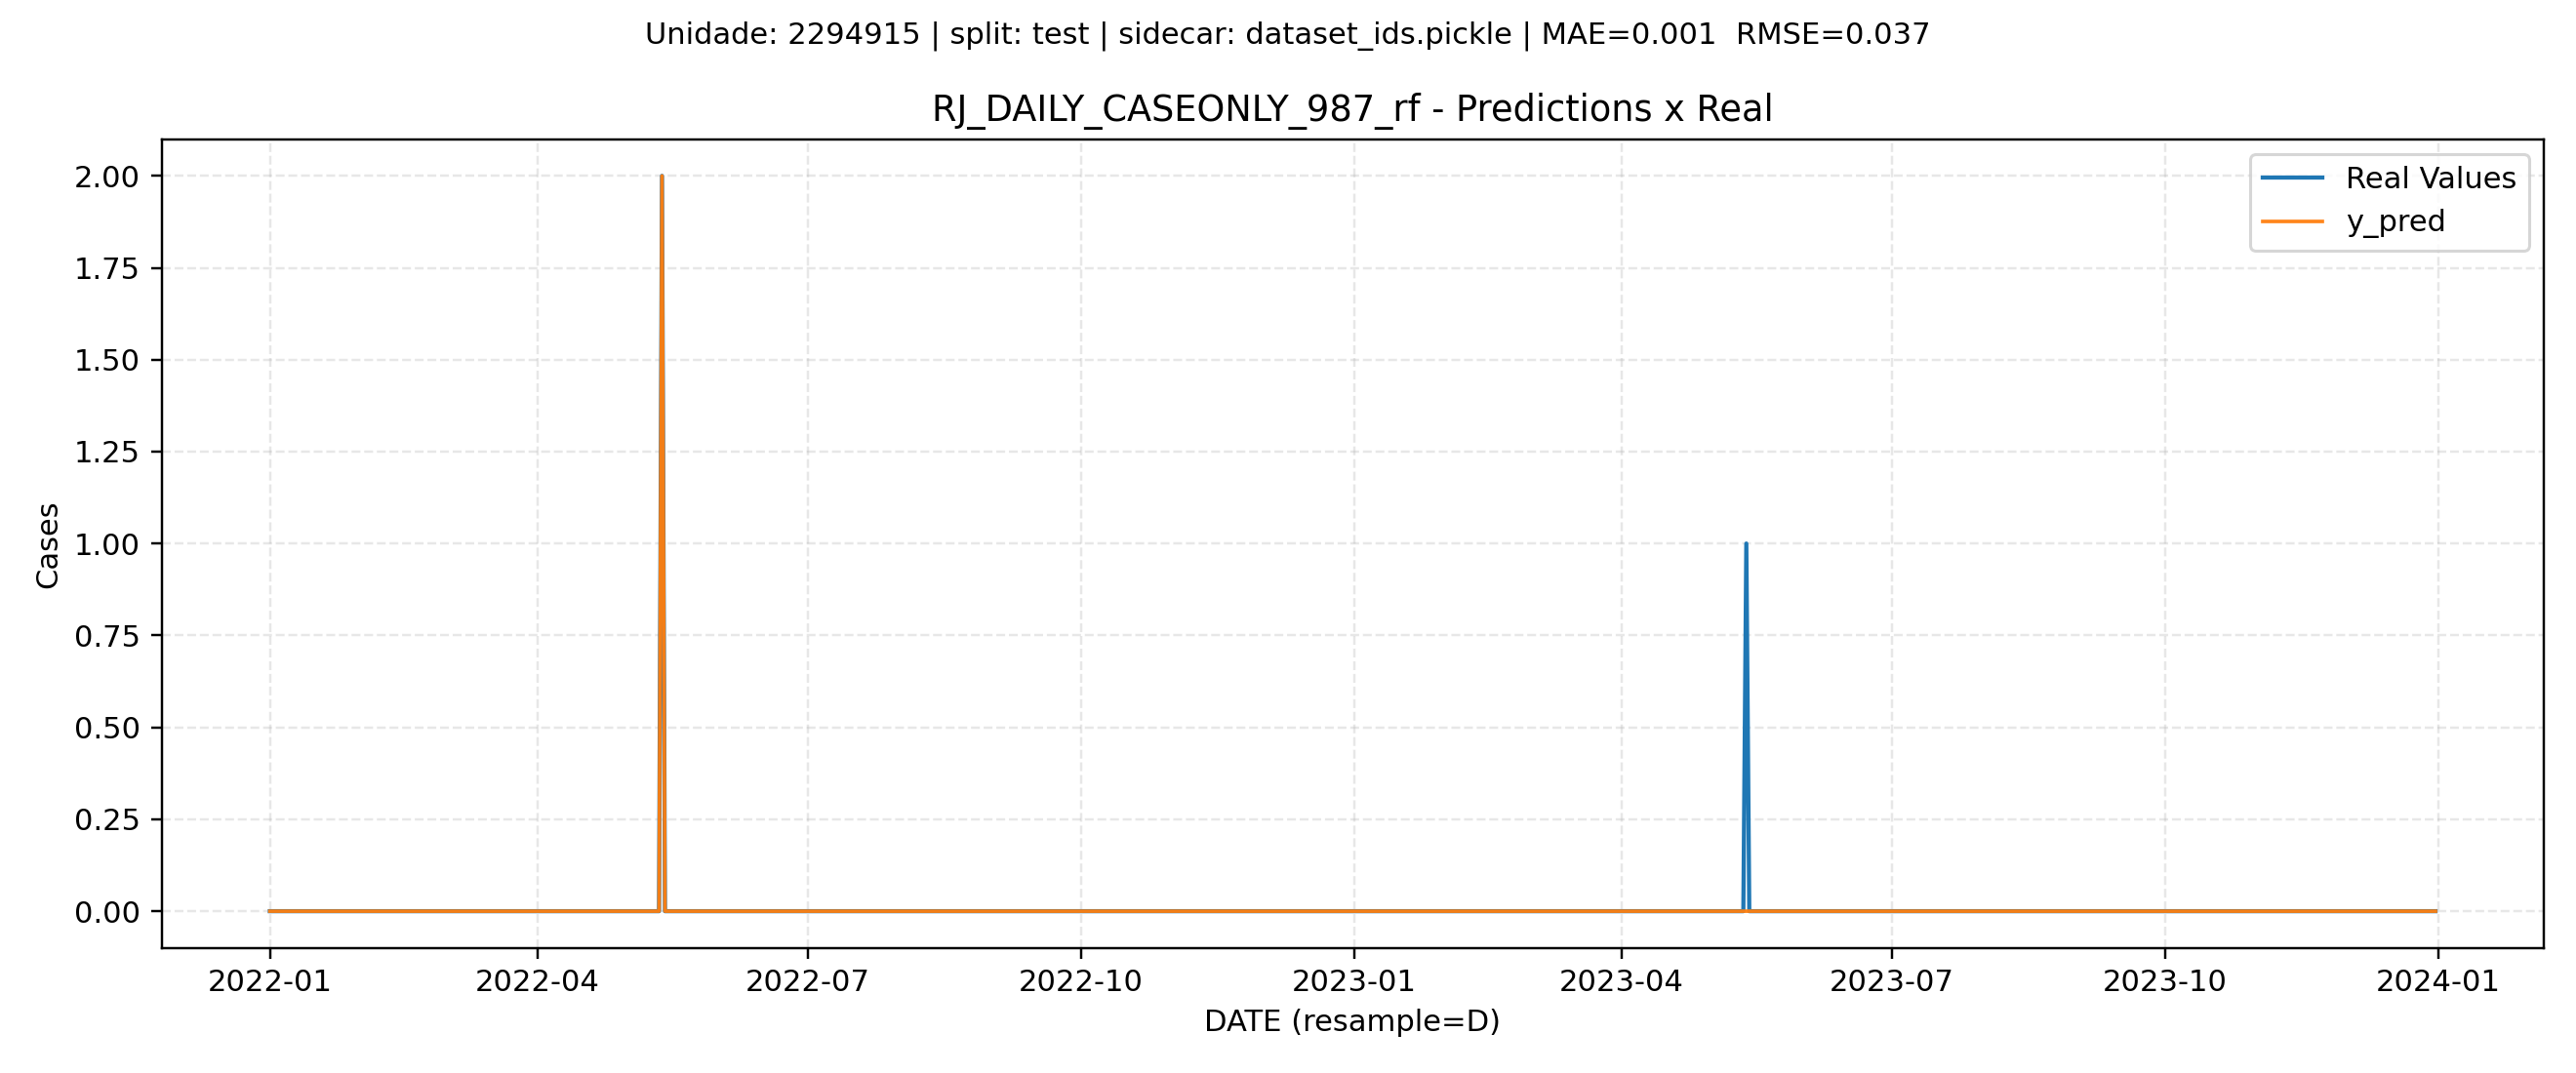 Unidade: 2294915 | split: test | sidecar: dataset_ids.pickle | MAE=0.001  RMSE=0.037
RJ_DAILY_CASEONLY_987_rf - Predictions x Real
Real Values
y_pred
Cases
2.00
1.75
1.50
1.25
1.00
0.75
0.50
0.25
0.00
2022-01 2022-04 2022-07 2022-10 2023-01 2023-04 2023-07 2023-10 2024-01
DATE (resample=D)